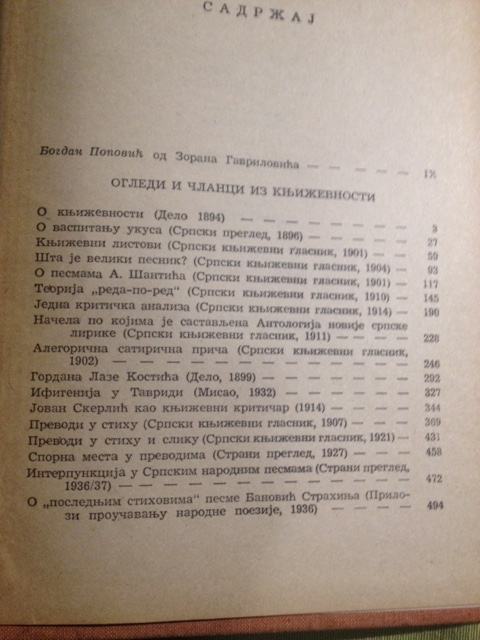 САДРЖАЈ
Богдан Поповић од Зорана Гавриловића — — — — — IX
ОГЛЕДИ И ЧЛАНЦИ ИЗ КЊИЖЕВНОСТИ
О књижевности (Дело 1894) — — — — — — — — 3
О васпитању укуса (Српски преглед, 1896) — — — — 27
Књижевни листови (Српски књижевни гласник, 1901) — — 59
Шта је велики песник? (Српски књижевни гласник, 1904) — — 93
О песмама А. Шантића (Српски књижевни гласник, 1901) — — 117
Теорија „реда-по-ред" (Српски књижевни гласник, 1910) — — 145
Једна критичка анализа (Српски књижевни гласник, 1914) — — 190
Начела по којима је састављена Антологија новије српске
лирике (Српски књижевни гласник, 1911) — — — — 228
Алегорична сатирична прича (Српски књижевни гласник,
1902) — — — — — — — — — — — — 246
Гордана Лазе Костића (Дело, 1899) — — — — — — 292
Ифигенија у Тавриди (Мисао, 1932) — — — — — — 327
Јован Скерлић као књижевни критичар (1914) — — — — 344
Преводи у стиху (Српски књижевни гласник, 1907) — — — 369
Преводи у стиху и слику (Српски књижевни гласник, 1921) — 431
Спорна места у преводима (Страни преглед, 1927) — — — 458
Интерпункција у Српским народним песмама (Страни преглед,
1936/37) — — — — — — — — — — — 472
О „последњим стиховима" песме Бановић Страхиња (Прило-
зи проучавању народне поезије, 1936) — — — — — 494